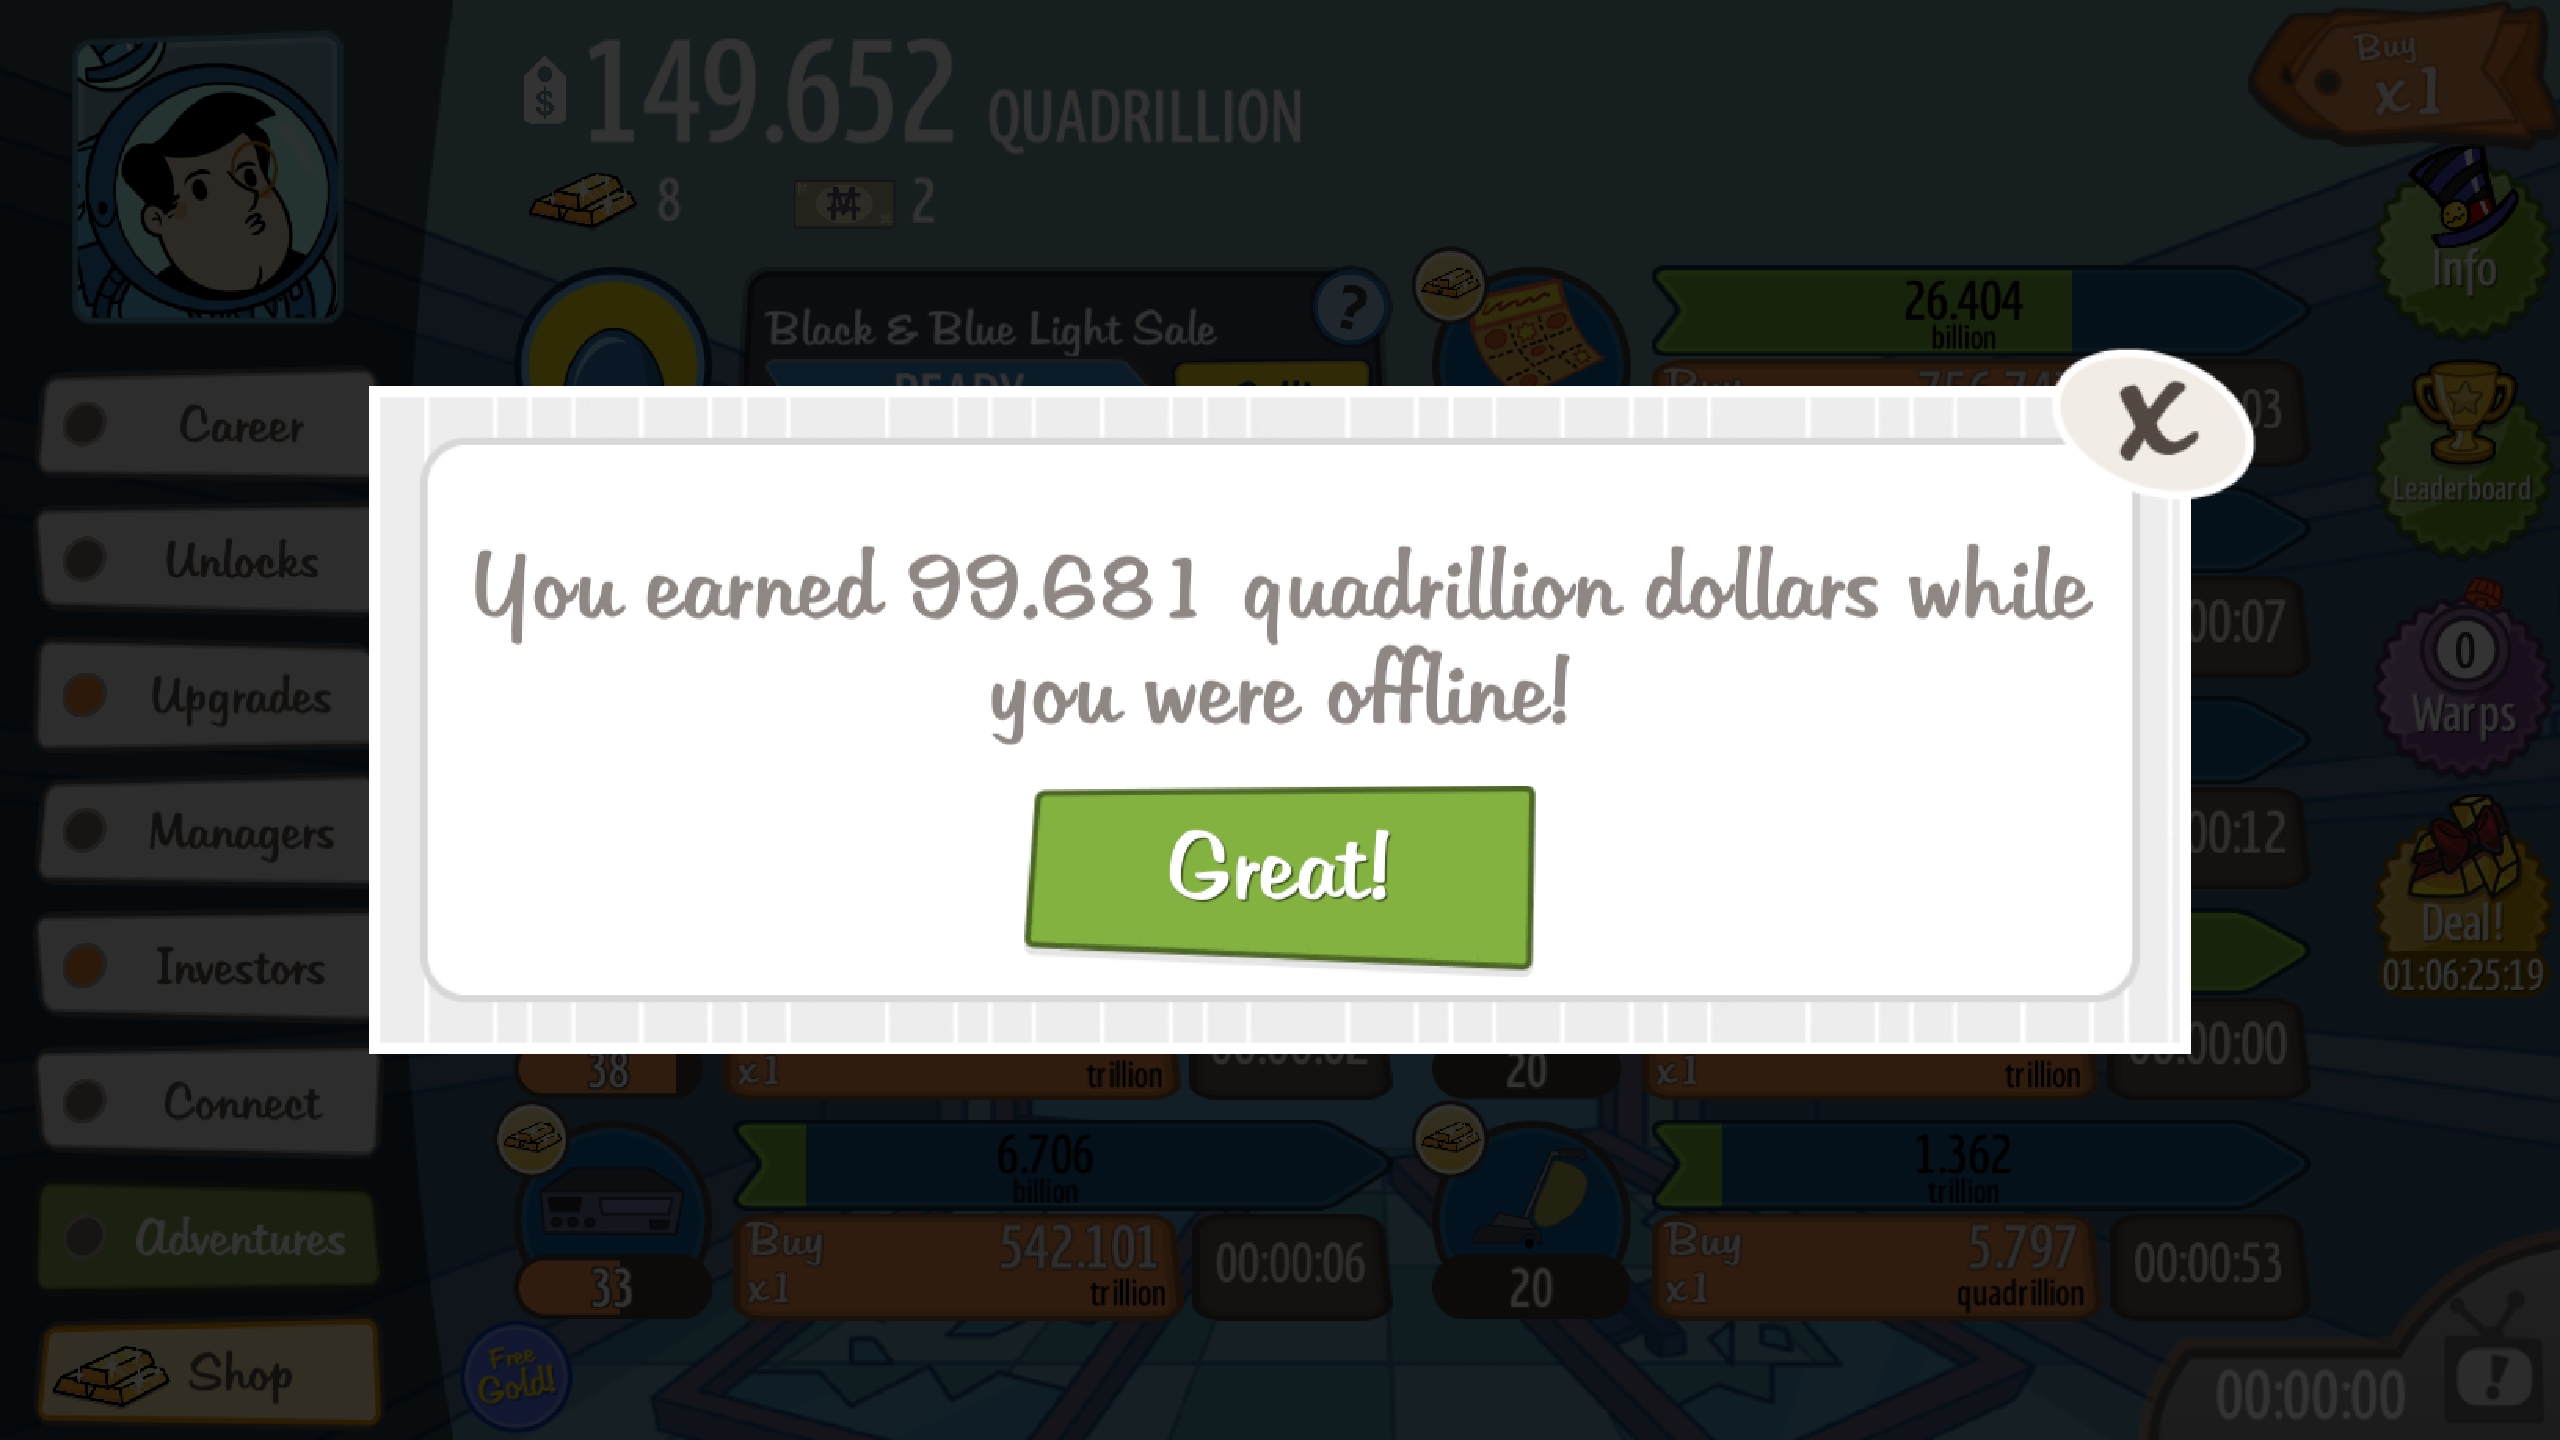 149.652 QUADRILLION
8
2
Buy
x1
Info
Leaderboard
0
Warps
Deal!
01:06:25:19
Career
Unlocks
Upgrades
Managers
Investors
Connect
Adventures
Shop
Black & Blue Light Sale
?
READY
26.404
billion
Buy
03
00:07
00:12
X
You earned 99.681 quadrillion dollars while
you were offline!
Great!
38
x1
trillion
20
x1
trillion
00:00
6.706
billion
Buy 542.101
x1 trillion
00:00:06
33
1.362
trillion
Buy 5.797
x1 quadrillion
00:00:53
20
Free
Gold!
00:00:00
!